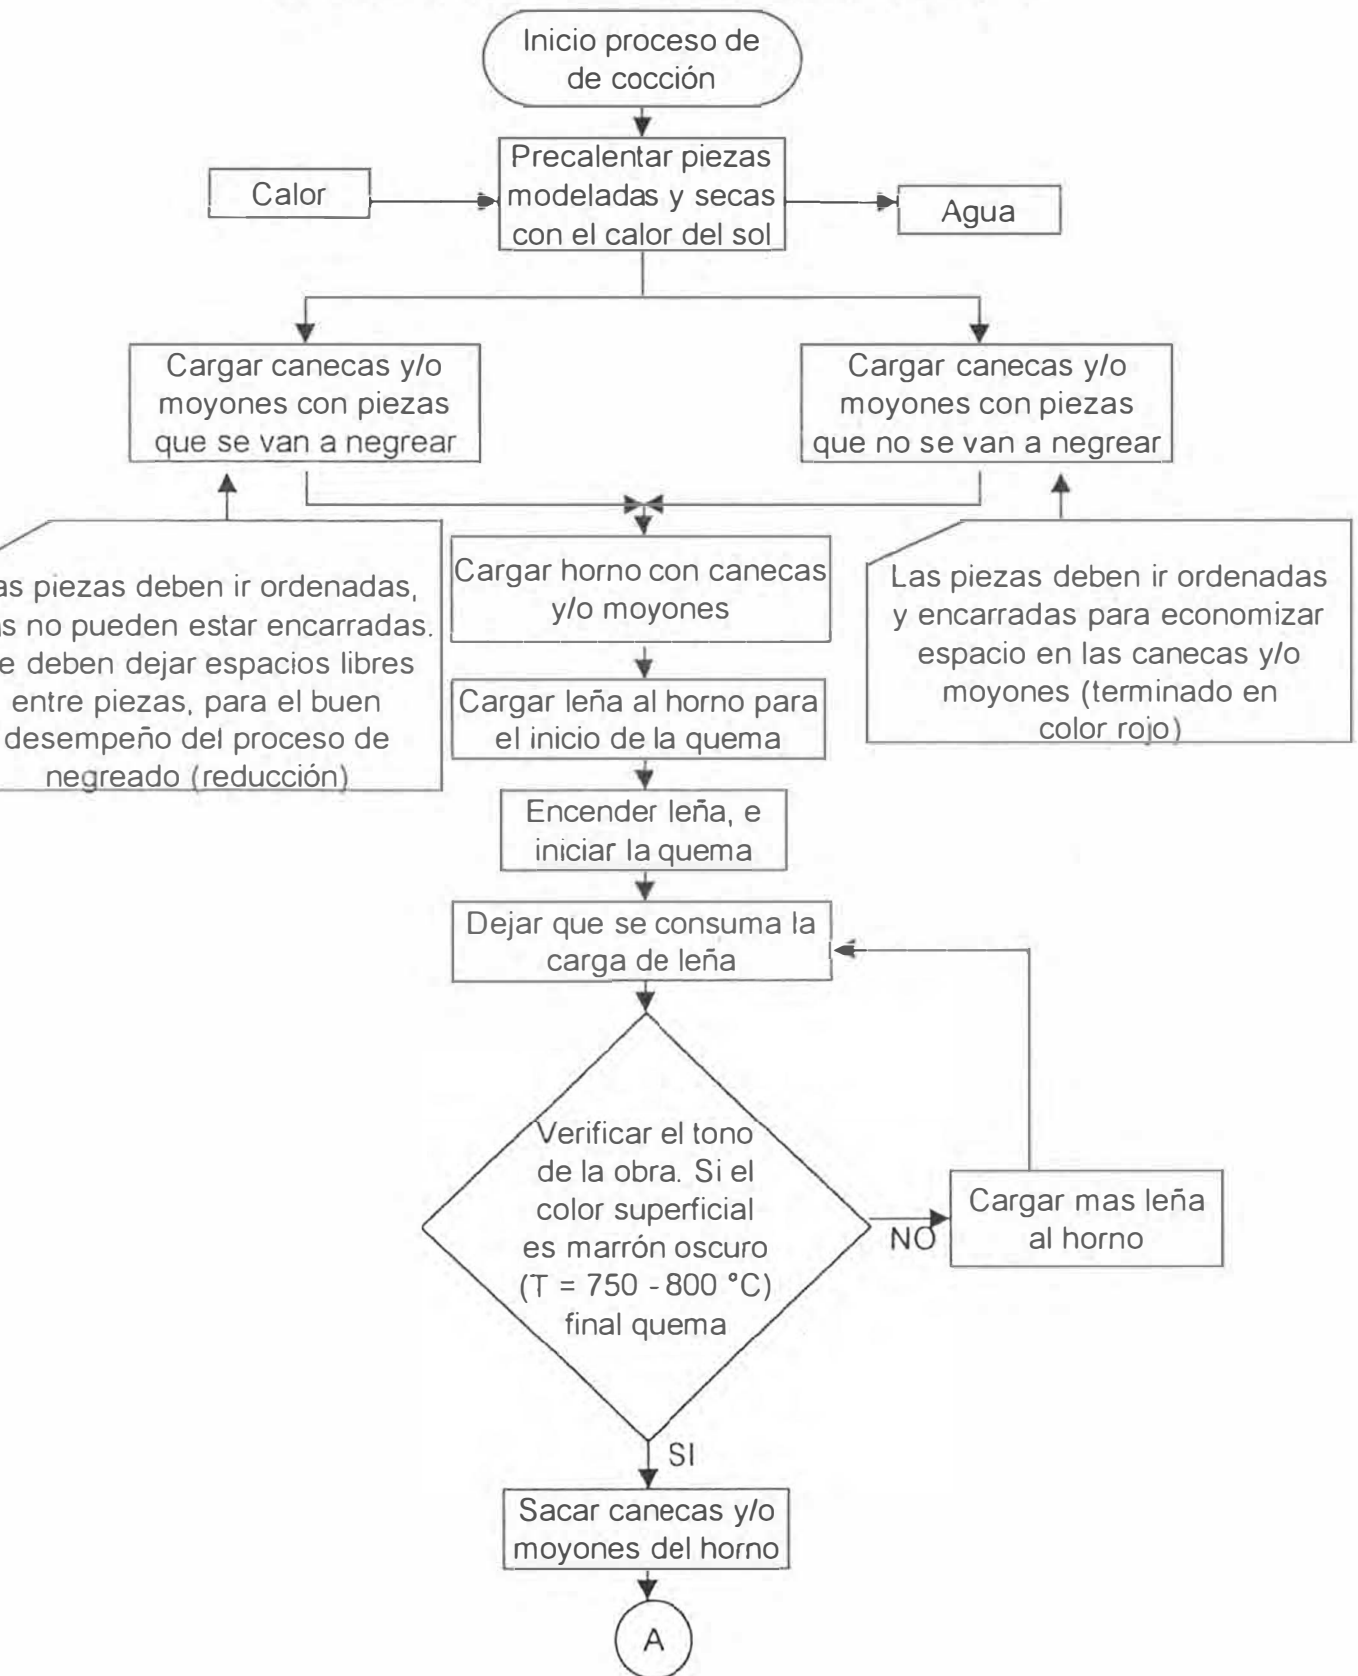 Inicio proceso de
de cocción
Precalentar piezas
modeladas y secas
con el calor del sol
Calor
Agua
Cargar canecas y/o
moyones con piezas
que se van a negrear
Cargar canecas y/o
moyones con piezas
que no se van a negrear
piezas deben ir ordenadas,
no pueden estar encarradas.
deben dejar espacios libres
entre piezas, para el buen
desempeño del proceso de
negreado (reducción)
Cargar horno con canecas
y/o moyones
Las piezas deben ir ordenadas
y encarradas para economizar
espacio en las canecas y/o
moyones (terminado en
color rojo)
Cargar leña al horno para
el inicio de la quema
Encender leña, e
iniciar la quema
Dejar que se consuma la
carga de leña
Verificar el tono
de la obra. Si el
color superficial
es marrón oscuro
(T = 750 - 800 °C)
final quema
NO
Cargar mas leña
al horno
SI
Sacar canecas y/o
moyones del horno
A